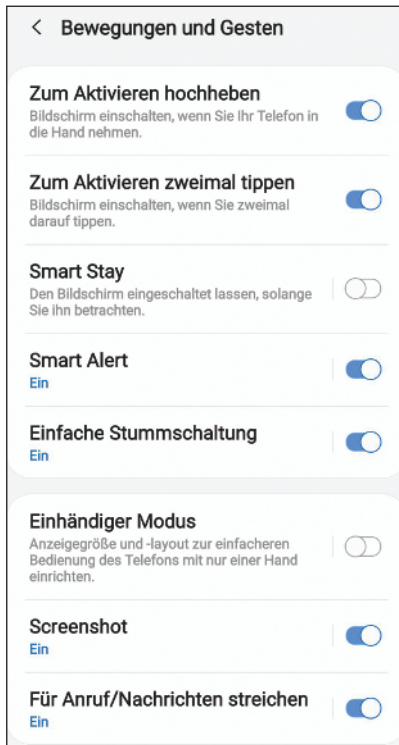 Bewegungen und Gesten
Zum Aktivieren hochheben
Bildschirm einschalten, wenn Sie Ihr Telefon in
die Hand nehmen.
Zum Aktivieren zweimal tippen
Bildschirm einschalten, wenn Sie zweimal
darauf tippen.
Smart Stay
Den Bildschirm eingeschaltet lassen, solange
Sie ihn betrachten.
Smart Alert
Ein
Einfache Stummschaltung
Ein
Einhändiger Modus
Anzeigegröße und -layout zur einfacheren
Bedienung des Telefons mit nur einer Hand
einrichten.
Screenshot
Ein
Für Anruf/Nachrichten streichen
Ein